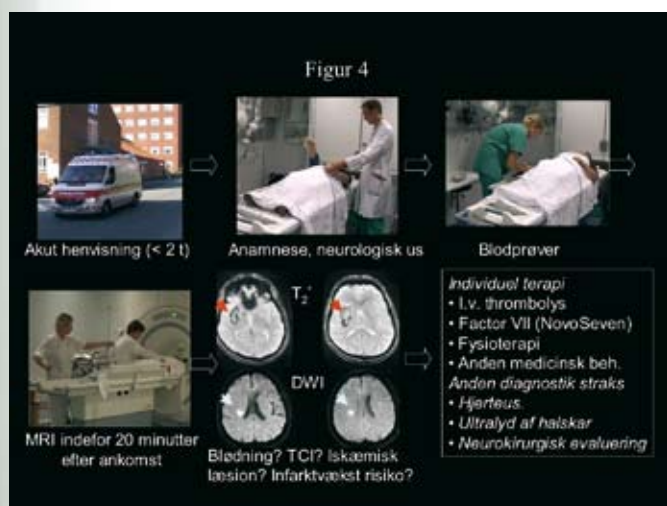 Figur 4
Akut henvisning (< 2 t)
Anamnese, neurologisk us
Blodprøver
MRI indefor 20 minutter
efter ankomst
T2*
DWI
Blødning? TCI? Iskæmisk
læsion? Infarktvækst risiko?
Individuel terapi
• I.v. thrombolys
• Factor VII (NovoSeven)
• Fysioterapi
• Anden medicinsk beh.
Anden diagnostik straks
• Hjerteus.
• Ultralyd af halskar
• Neurokirurgisk evaluering